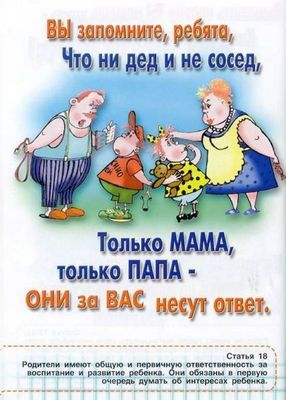 ВЫ запомните, ребята,
Что ни дед и не сосед,
Только МАМА,
только ПАПА -
ОНИ за ВАС несут ответ.
Статья 18
Родители имеют общую и первичную ответственность за
воспитание и развитие ребенка. Они обязаны в первую
очередь думать об интересах ребенка.